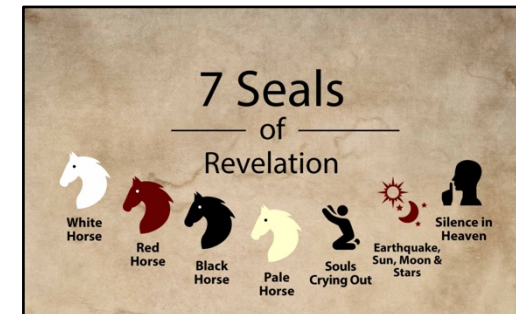 7 Seals
of
Revelation
White
Horse
Red
Horse
Black
Horse
Pale
Horse
Souls
Crying Out
Earthquake,
Sun, Moon &
Stars
Silence in
Heaven